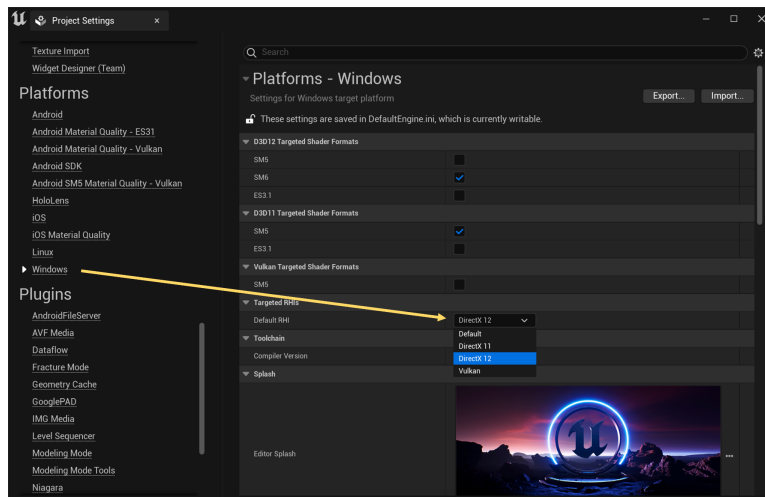 Project Settings
Texture Import
Widget Designer (Team)
Platforms
Android
Android Material Quality - ES31
Android Material Quality - Vulkan
Android SDK
Android SM5 Material Quality - Vulkan
HoloLens
iOS
iOS Material Quality
Linux
Windows
Plugins
AndroidFileServer
AVF Media
Dataflow
Fracture Mode
Geometry Cache
GooglePAD
IMG Media
Level Sequencer
Modeling Mode
Modeling Mode Tools
Niagara
Search
Platforms - Windows
Settings for Windows target platform
Export... Import...
These settings are saved in DefaultEngine.ini, which is currently writable.
D3D12 Targeted Shader Formats
SM5
SM6
ES3.1
D3D11 Targeted Shader Formats
SM5
ES3.1
Vulkan Targeted Shader Formats
SM5
Targeted RHIs
Default RHI DirectX 12
Default
DirectX 11
DirectX 12
Vulkan
Toolchain
Compiler Version
Splash
Editor Splash